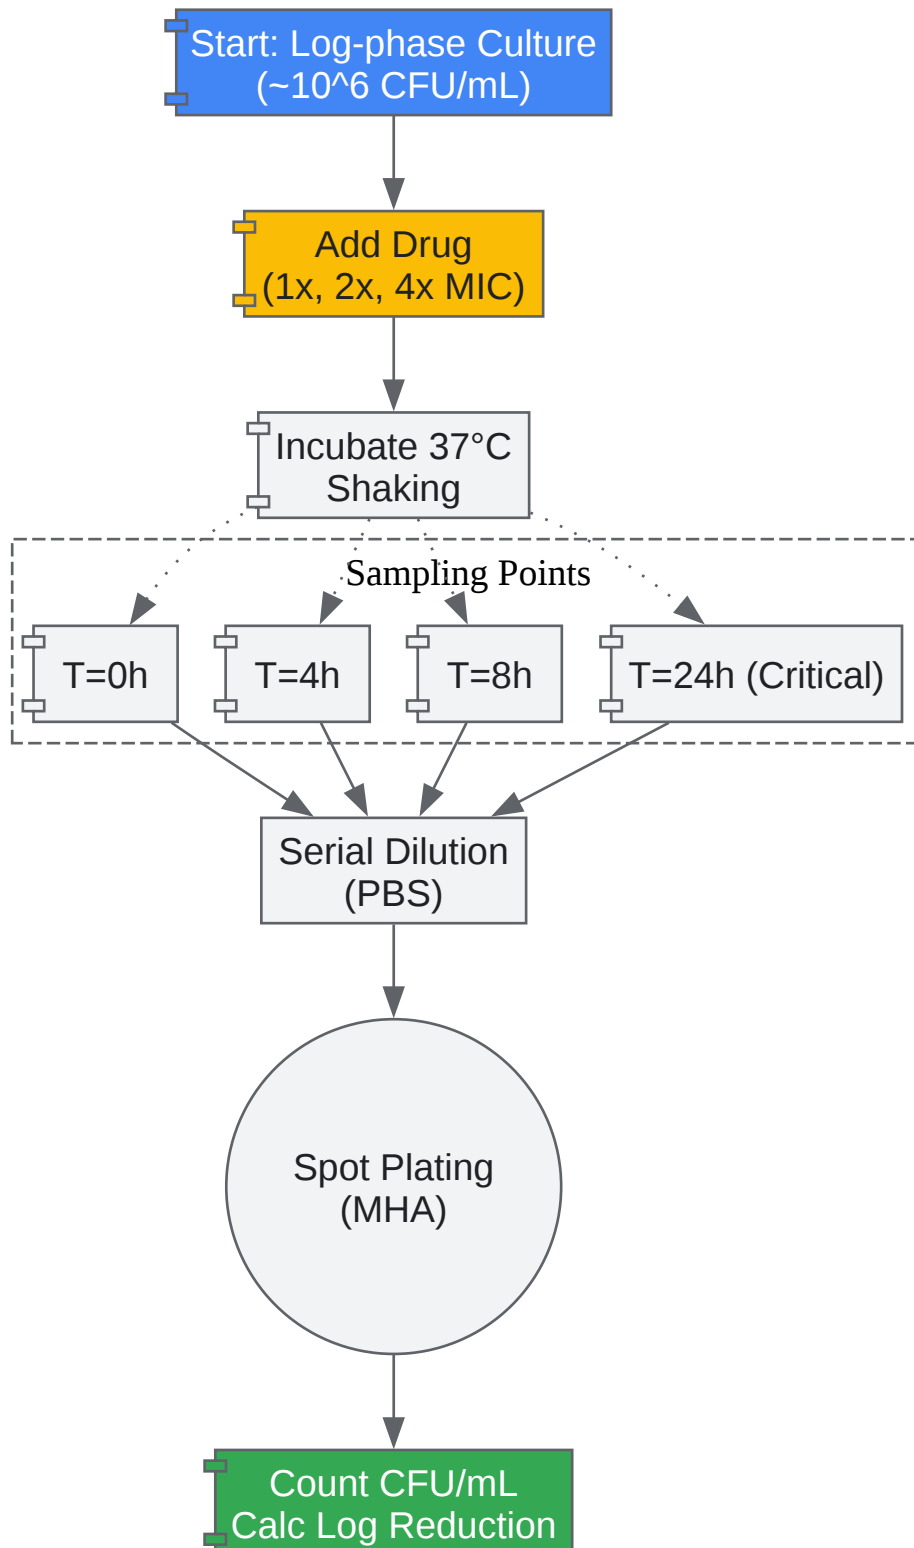 Start: Log-phase Culture
(~10^6 CFU/mL)
Add Drug
(1x, 2x, 4x MIC)
Incubate 37°C
Shaking
Sampling Points
T=0h
T=4h
T=8h
T=24h (Critical)
Serial Dilution
(PBS)
Spot Plating
(MHA)
Count CFU/mL
Calc Log Reduction